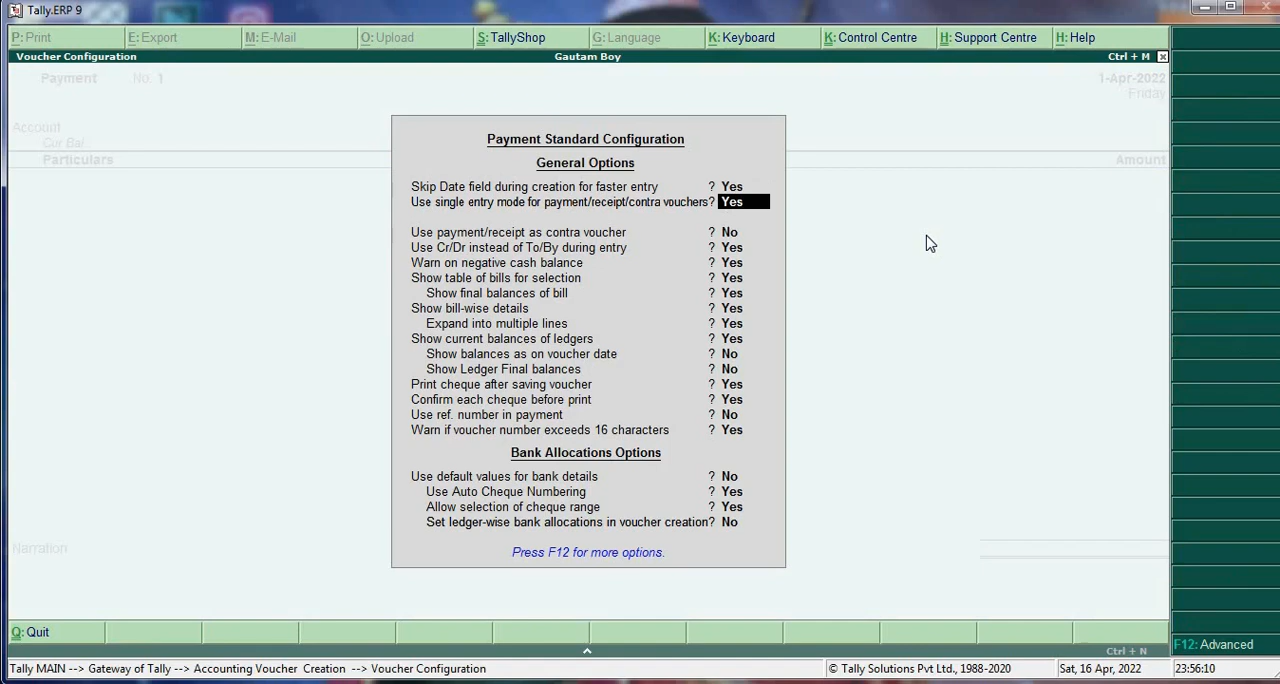 Tally.ERP 9
P: Print E: Export M: E-Mail O: Upload S: TallyShop G: Language K: Keyboard K: Control Centre H: Support Centre H: Help
Voucher Configuration Gautam Boy Ctrl + M
Payment No. 1 1-Apr-2022
Friday
Account
Cur Bal:
Particulars Amount
Payment Standard Configuration
General Options
Skip Date field during creation for faster entry ? Yes
Use single entry mode for payment/receipt/contra vouchers? Yes
Use payment/receipt as contra voucher ? No
Use Cr/Dr instead of To/By during entry ? Yes
Warn on negative cash balance ? Yes
Show table of bills for selection ? Yes
Show final balances of bill ? Yes
Show bill-wise details ? Yes
Expand into multiple lines ? Yes
Show current balances of ledgers ? Yes
Show balances as on voucher date ? No
Show Ledger Final balances ? No
Print cheque after saving voucher ? Yes
Confirm each cheque before print ? Yes
Use ref. number in payment ? No
Warn if voucher number exceeds 16 characters ? Yes
Bank Allocations Options
Use default values for bank details ? No
Use Auto Cheque Numbering ? Yes
Allow selection of cheque range ? Yes
Set ledger-wise bank allocations in voucher creation? No
Press F12 for more options.
Narration
Q: Quit
F12: Advanced
Ctrl + N
Tally MAIN --> Gateway of Tally --> Accounting Voucher Creation --> Voucher Configuration © Tally Solutions Pvt Ltd., 1988-2020 Sat, 16 Apr, 2022 23:56:10